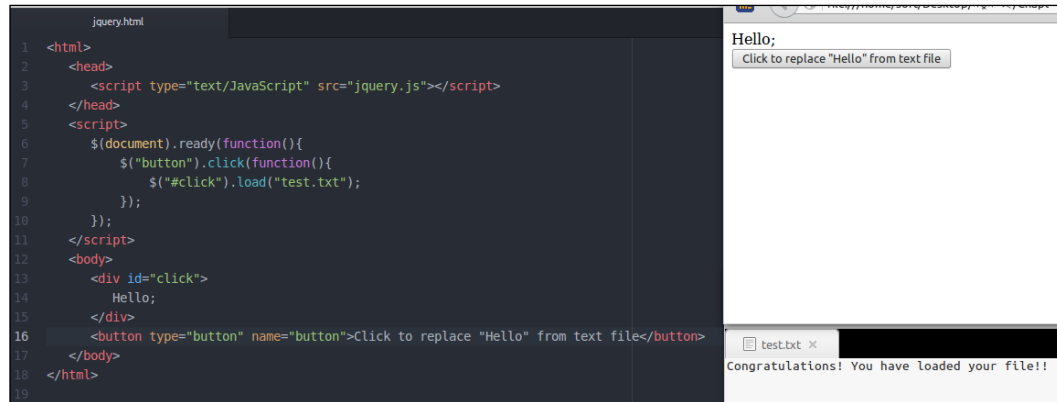 jquery.html
1 <html>
2 <head>
3 <script type="text/JavaScript" src="jquery.js"></script>
4 </head>
5 <script>
6 $(document).ready(function(){
7 $("button").click(function(){
8 $("#click").load("test.txt");
9 });
10 });
11 </script>
12 <body>
13 <div id="click">
14 Hello;
15 </div>
16 <button type="button" name="button">Click to replace "Hello" from text file</button>
17 </body>
18 </html>
19
Hello;
Click to replace "Hello" from text file
test.txt ×
Congratulations! You have loaded your file!!